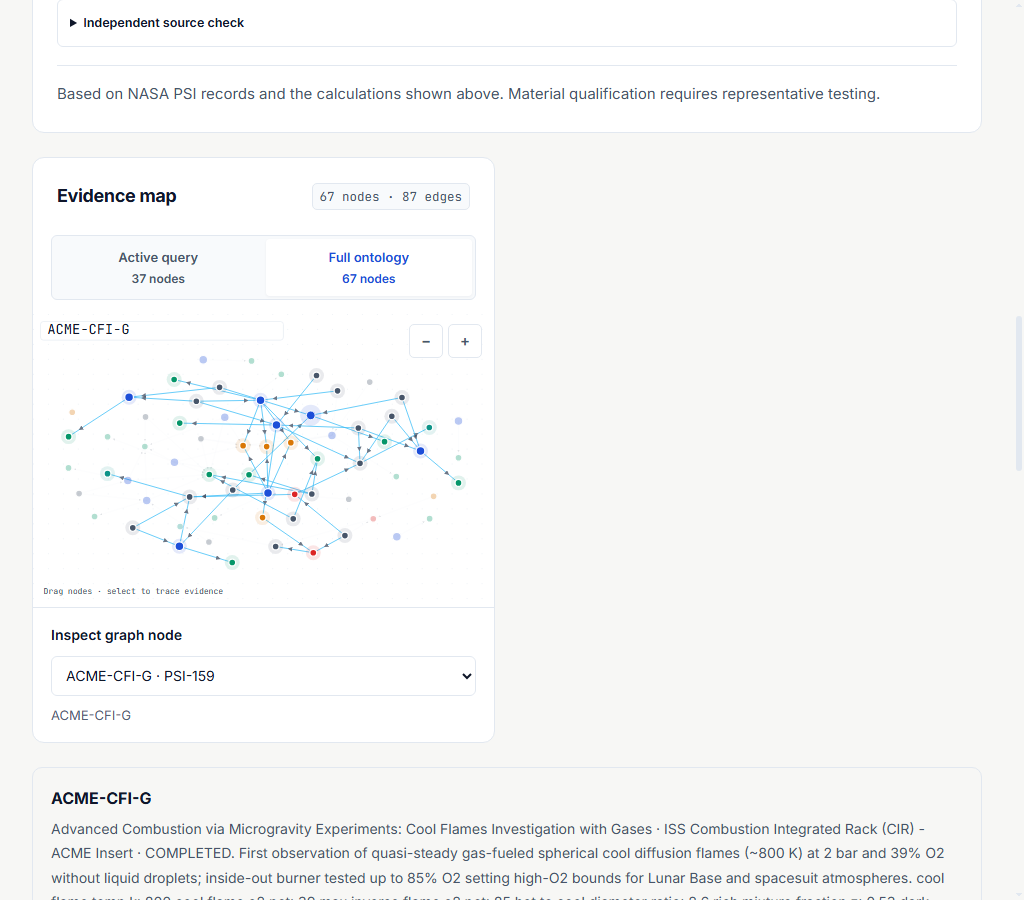 Independent source check
Based on NASA PSI records and the calculations shown above. Material qualification requires representative testing.
Evidence map
67 nodes · 87 edges
Active query
37 nodes
Full ontology
67 nodes
ACME-CFI-G
−
+
Drag nodes · select to trace evidence
Inspect graph node
ACME-CFI-G · PSI-159
ACME-CFI-G
ACME-CFI-G
Advanced Combustion via Microgravity Experiments: Cool Flames Investigation with Gases · ISS Combustion Integrated Rack (CIR) -
ACME Insert · COMPLETED. First observation of quasi-steady gas-fueled spherical cool diffusion flames (~800 K) at 2 bar and 39% O2
without liquid droplets; inside-out burner tested up to 85% O2 setting high-O2 bounds for Lunar Base and spacesuit atmospheres. cool